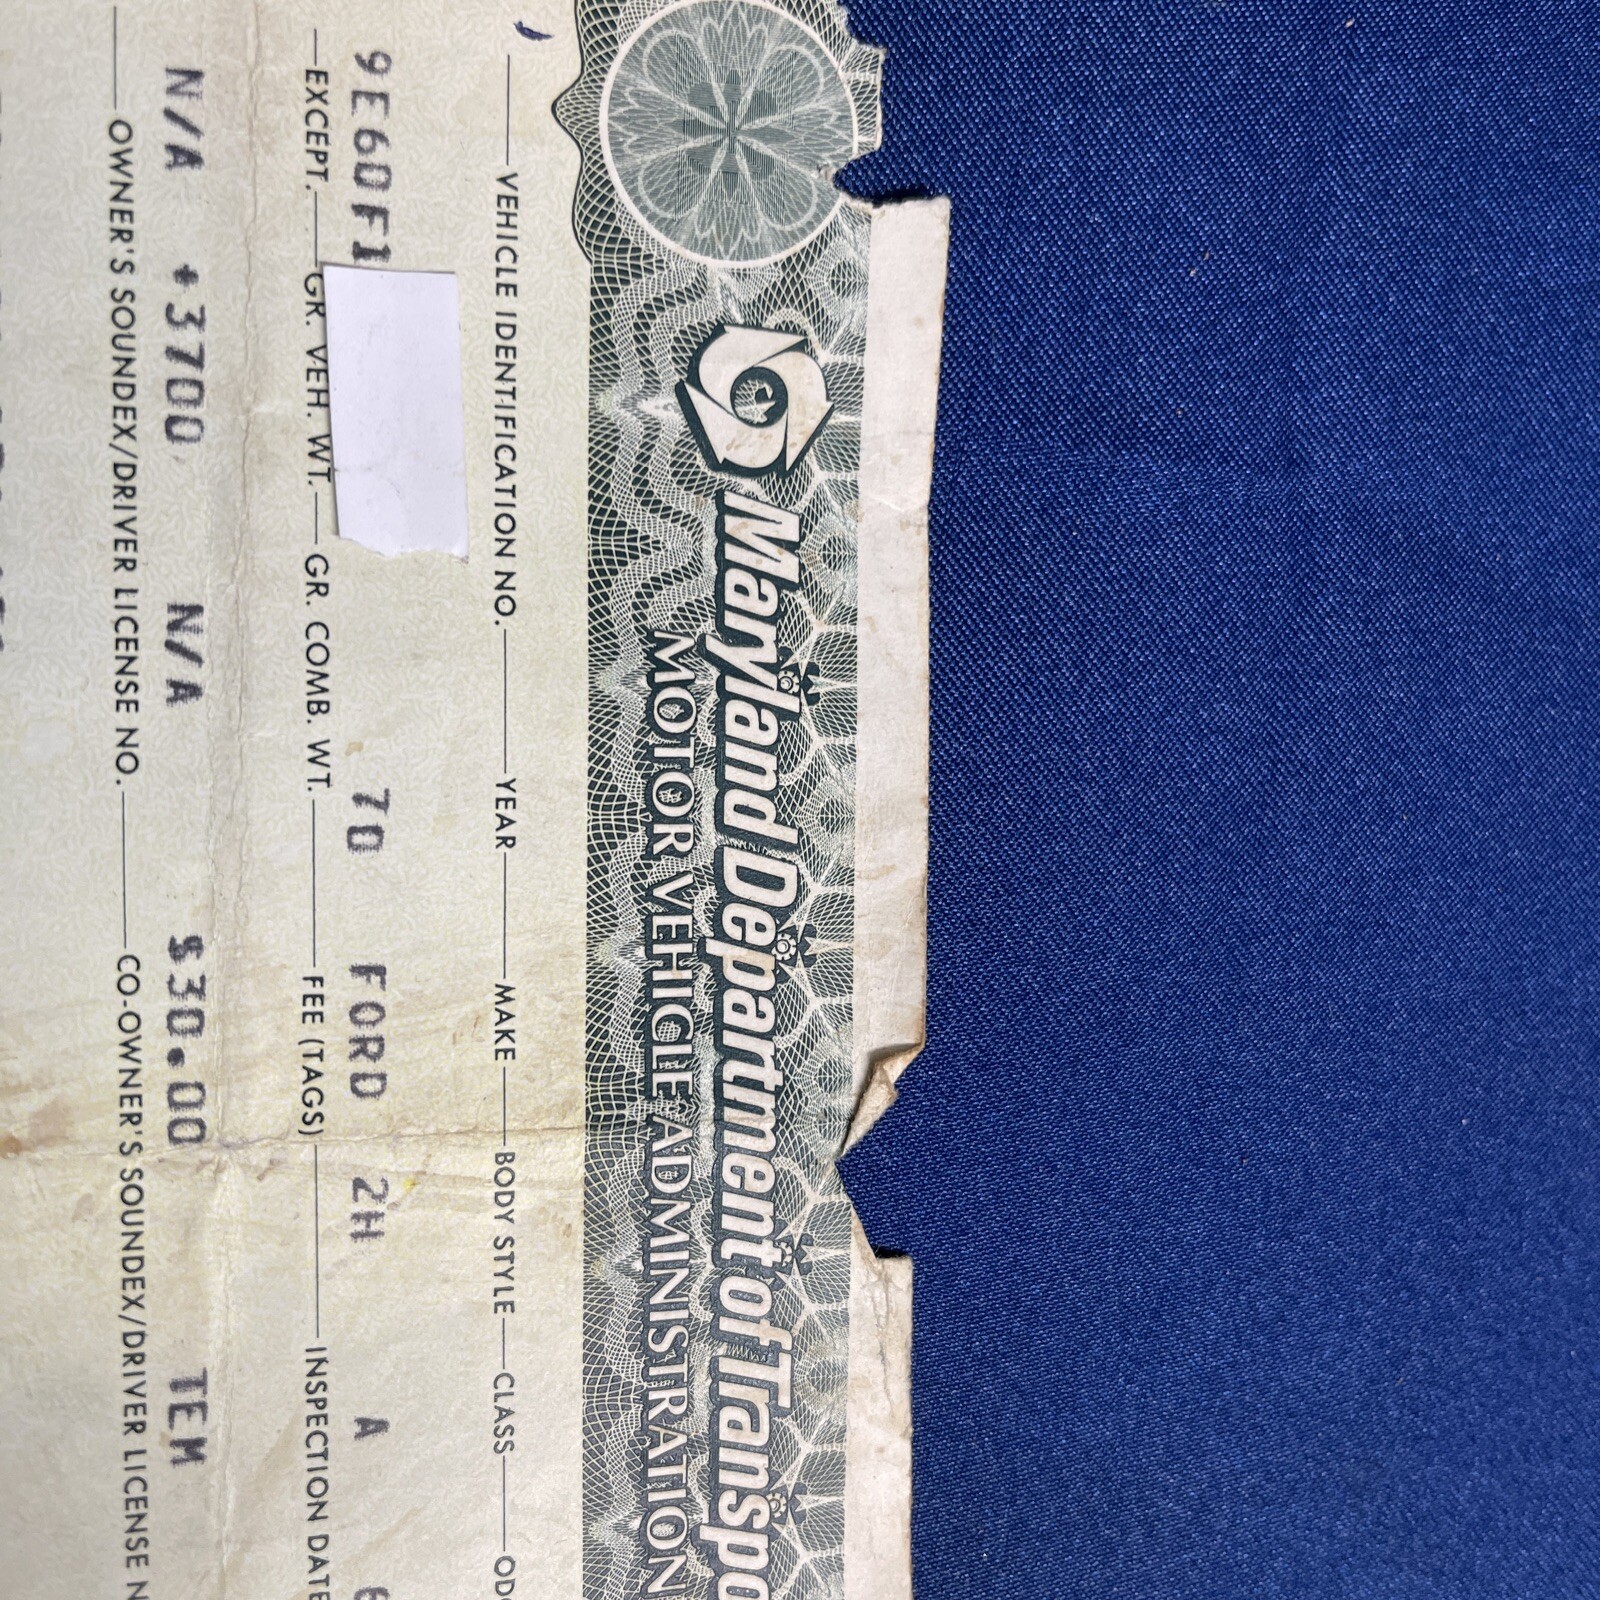 Maryland Department of Transpo
MOTOR VEHICLE ADMINISTRATION
VEHICLE IDENTIFICATION NO. YEAR MAKE BODY STYLE CLASS OD
9E60F1 70 FORD 2H A 6
EXCEPT. GR. VEH. WT. GR. COMB. WT. FEE (TAGS) INSPECTION DATE
N/A +3700 N/A $30.00 TEM
OWNER'S SOUNDEX/DRIVER LICENSE NO. CO-OWNER'S SOUNDEX/DRIVER LICENSE N